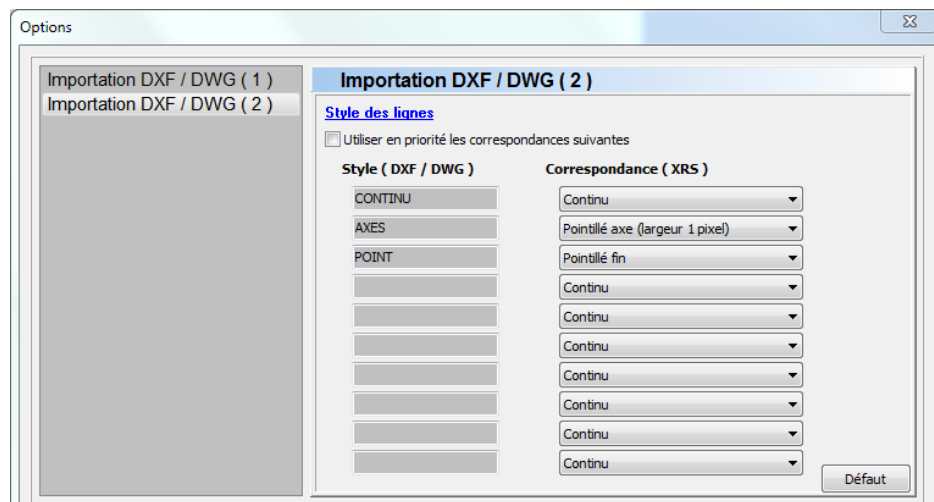 Options
Importation DXF / DWG ( 1 )
Importation DXF / DWG ( 2 )
Importation DXF / DWG ( 2 )
Style des lignes
Utiliser en priorité les correspondances suivantes
Style ( DXF / DWG ) Correspondance ( XRS )
CONTINU Continu
AXES Pointillé axe (largeur 1 pixel)
POINT Pointillé fin
Continu
Continu
Continu
Continu
Continu
Continu
Continu
Défaut